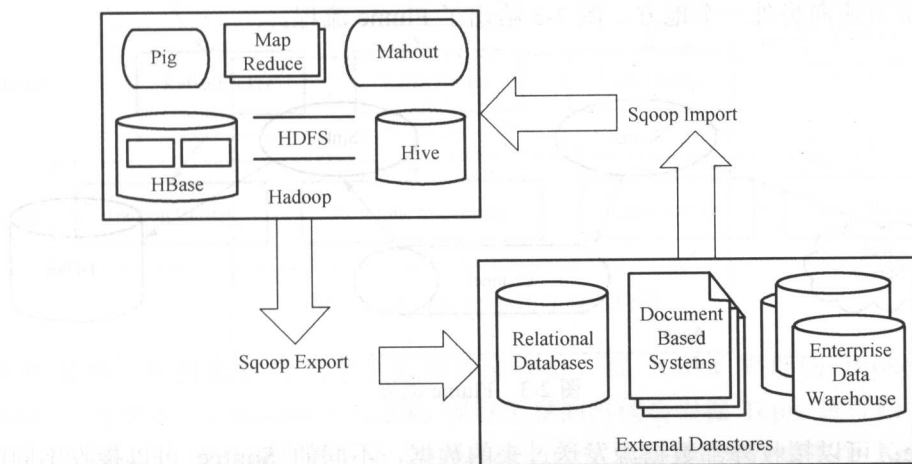 Pig
Map
Reduce
Mahout
HBase
HDFS
Hive
Hadoop
Sqoop Import
Sqoop Export
Relational
Databases
Document
Based
Systems
Enterprise
Data
Warehouse
External Datastores